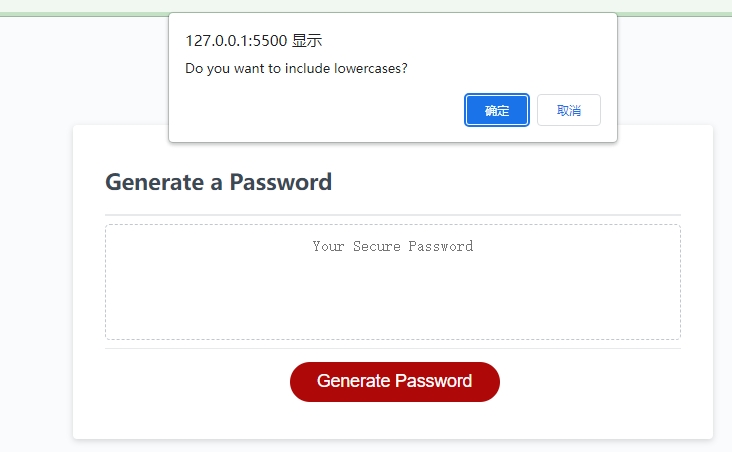 127.0.0.1:5500 显示
Do you want to include lowercases?
确定 取消
Generate a Password
Your Secure Password
Generate Password